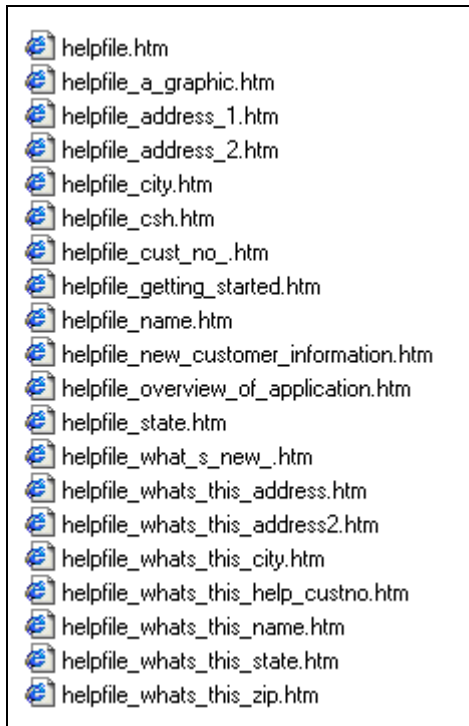 helpfile.htm
helpfile_a_graphic.htm
helpfile_address_1.htm
helpfile_address_2.htm
helpfile_city.htm
helpfile_csh.htm
helpfile_cust_no_.htm
helpfile_getting_started.htm
helpfile_name.htm
helpfile_new_customer_information.htm
helpfile_overview_of_application.htm
helpfile_state.htm
helpfile_what_s_new_.htm
helpfile_whats_this_address.htm
helpfile_whats_this_address2.htm
helpfile_whats_this_city.htm
helpfile_whats_this_help_custno.htm
helpfile_whats_this_name.htm
helpfile_whats_this_state.htm
helpfile_whats_this_zip.htm